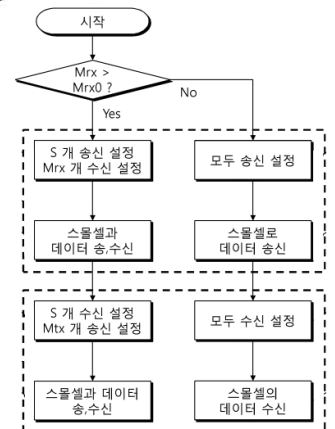 시작
Mrx >
Mrx0 ?
No
Yes
S 개 송신 설정
Mrx 개 수신 설정
모두 송신 설정
스몰셀과
데이터 송,수신
스몰셀로
데이터 송신
S 개 수신 설정
Mtx 개 송신 설정
모두 수신 설정
스몰셀과 데이터
송,수신
스몰셀의
데이터 수신